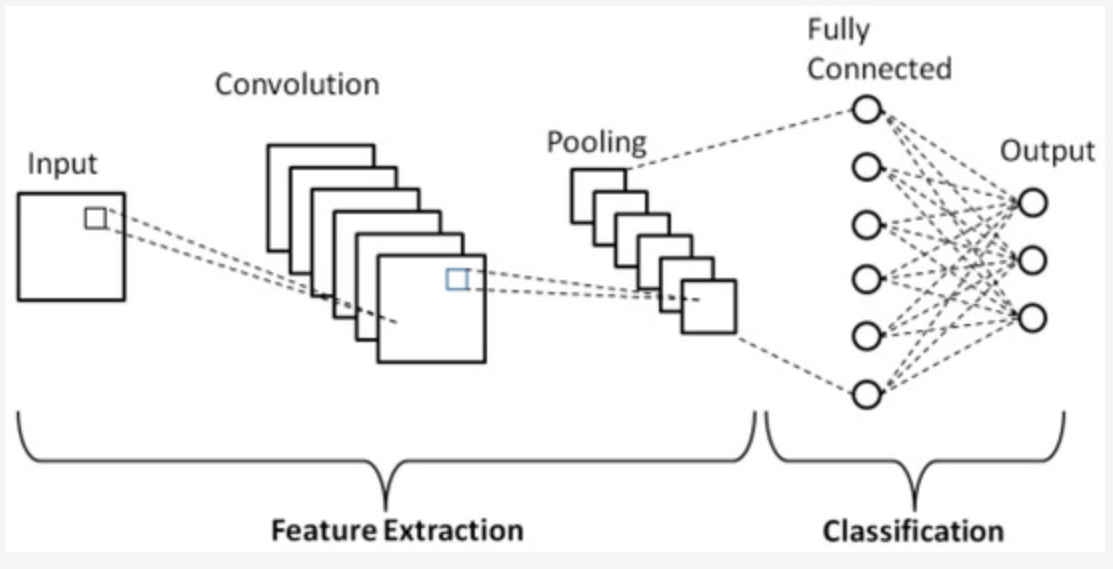 Fully
Connected
Convolution
Pooling
Output
Input
Feature Extraction
Classification